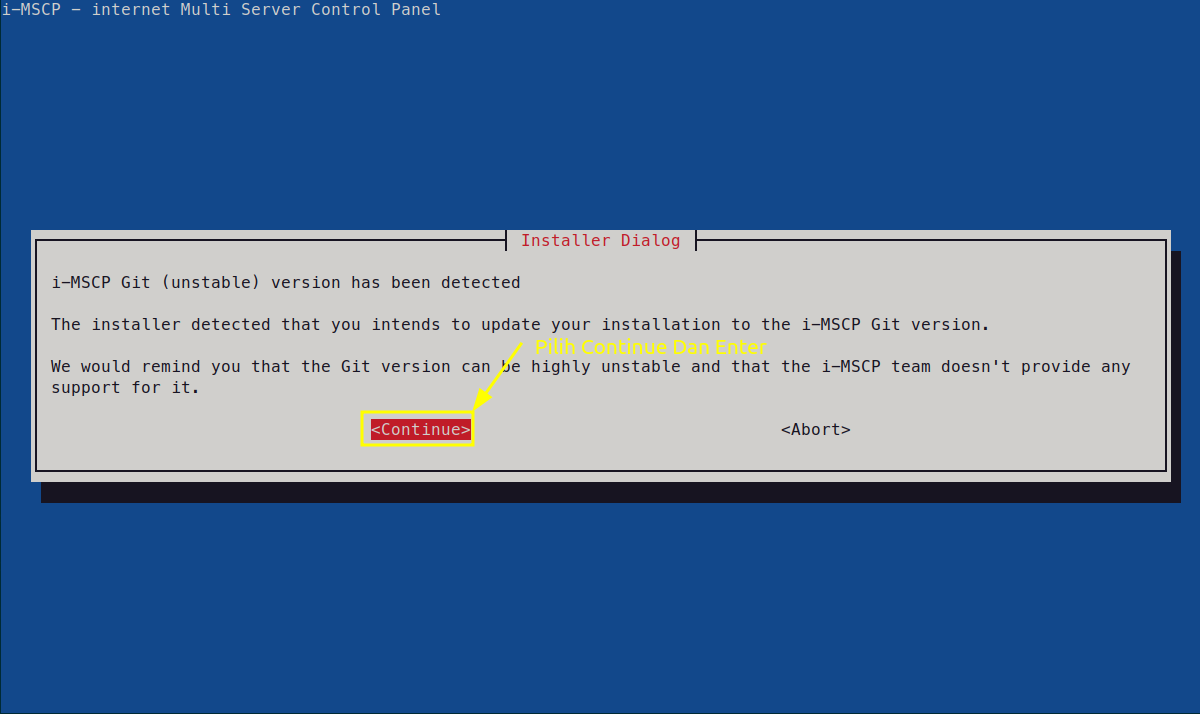 i-MSCP - internet Multi Server Control Panel
Installer Dialog
i-MSCP Git (unstable) version has been detected
The installer detected that you intends to update your installation to the i-MSCP Git version.
Pilih Continue Dan Enter
We would remind you that the Git version can be highly unstable and that the i-MSCP team doesn't provide any
support for it.
<Continue> <Abort>